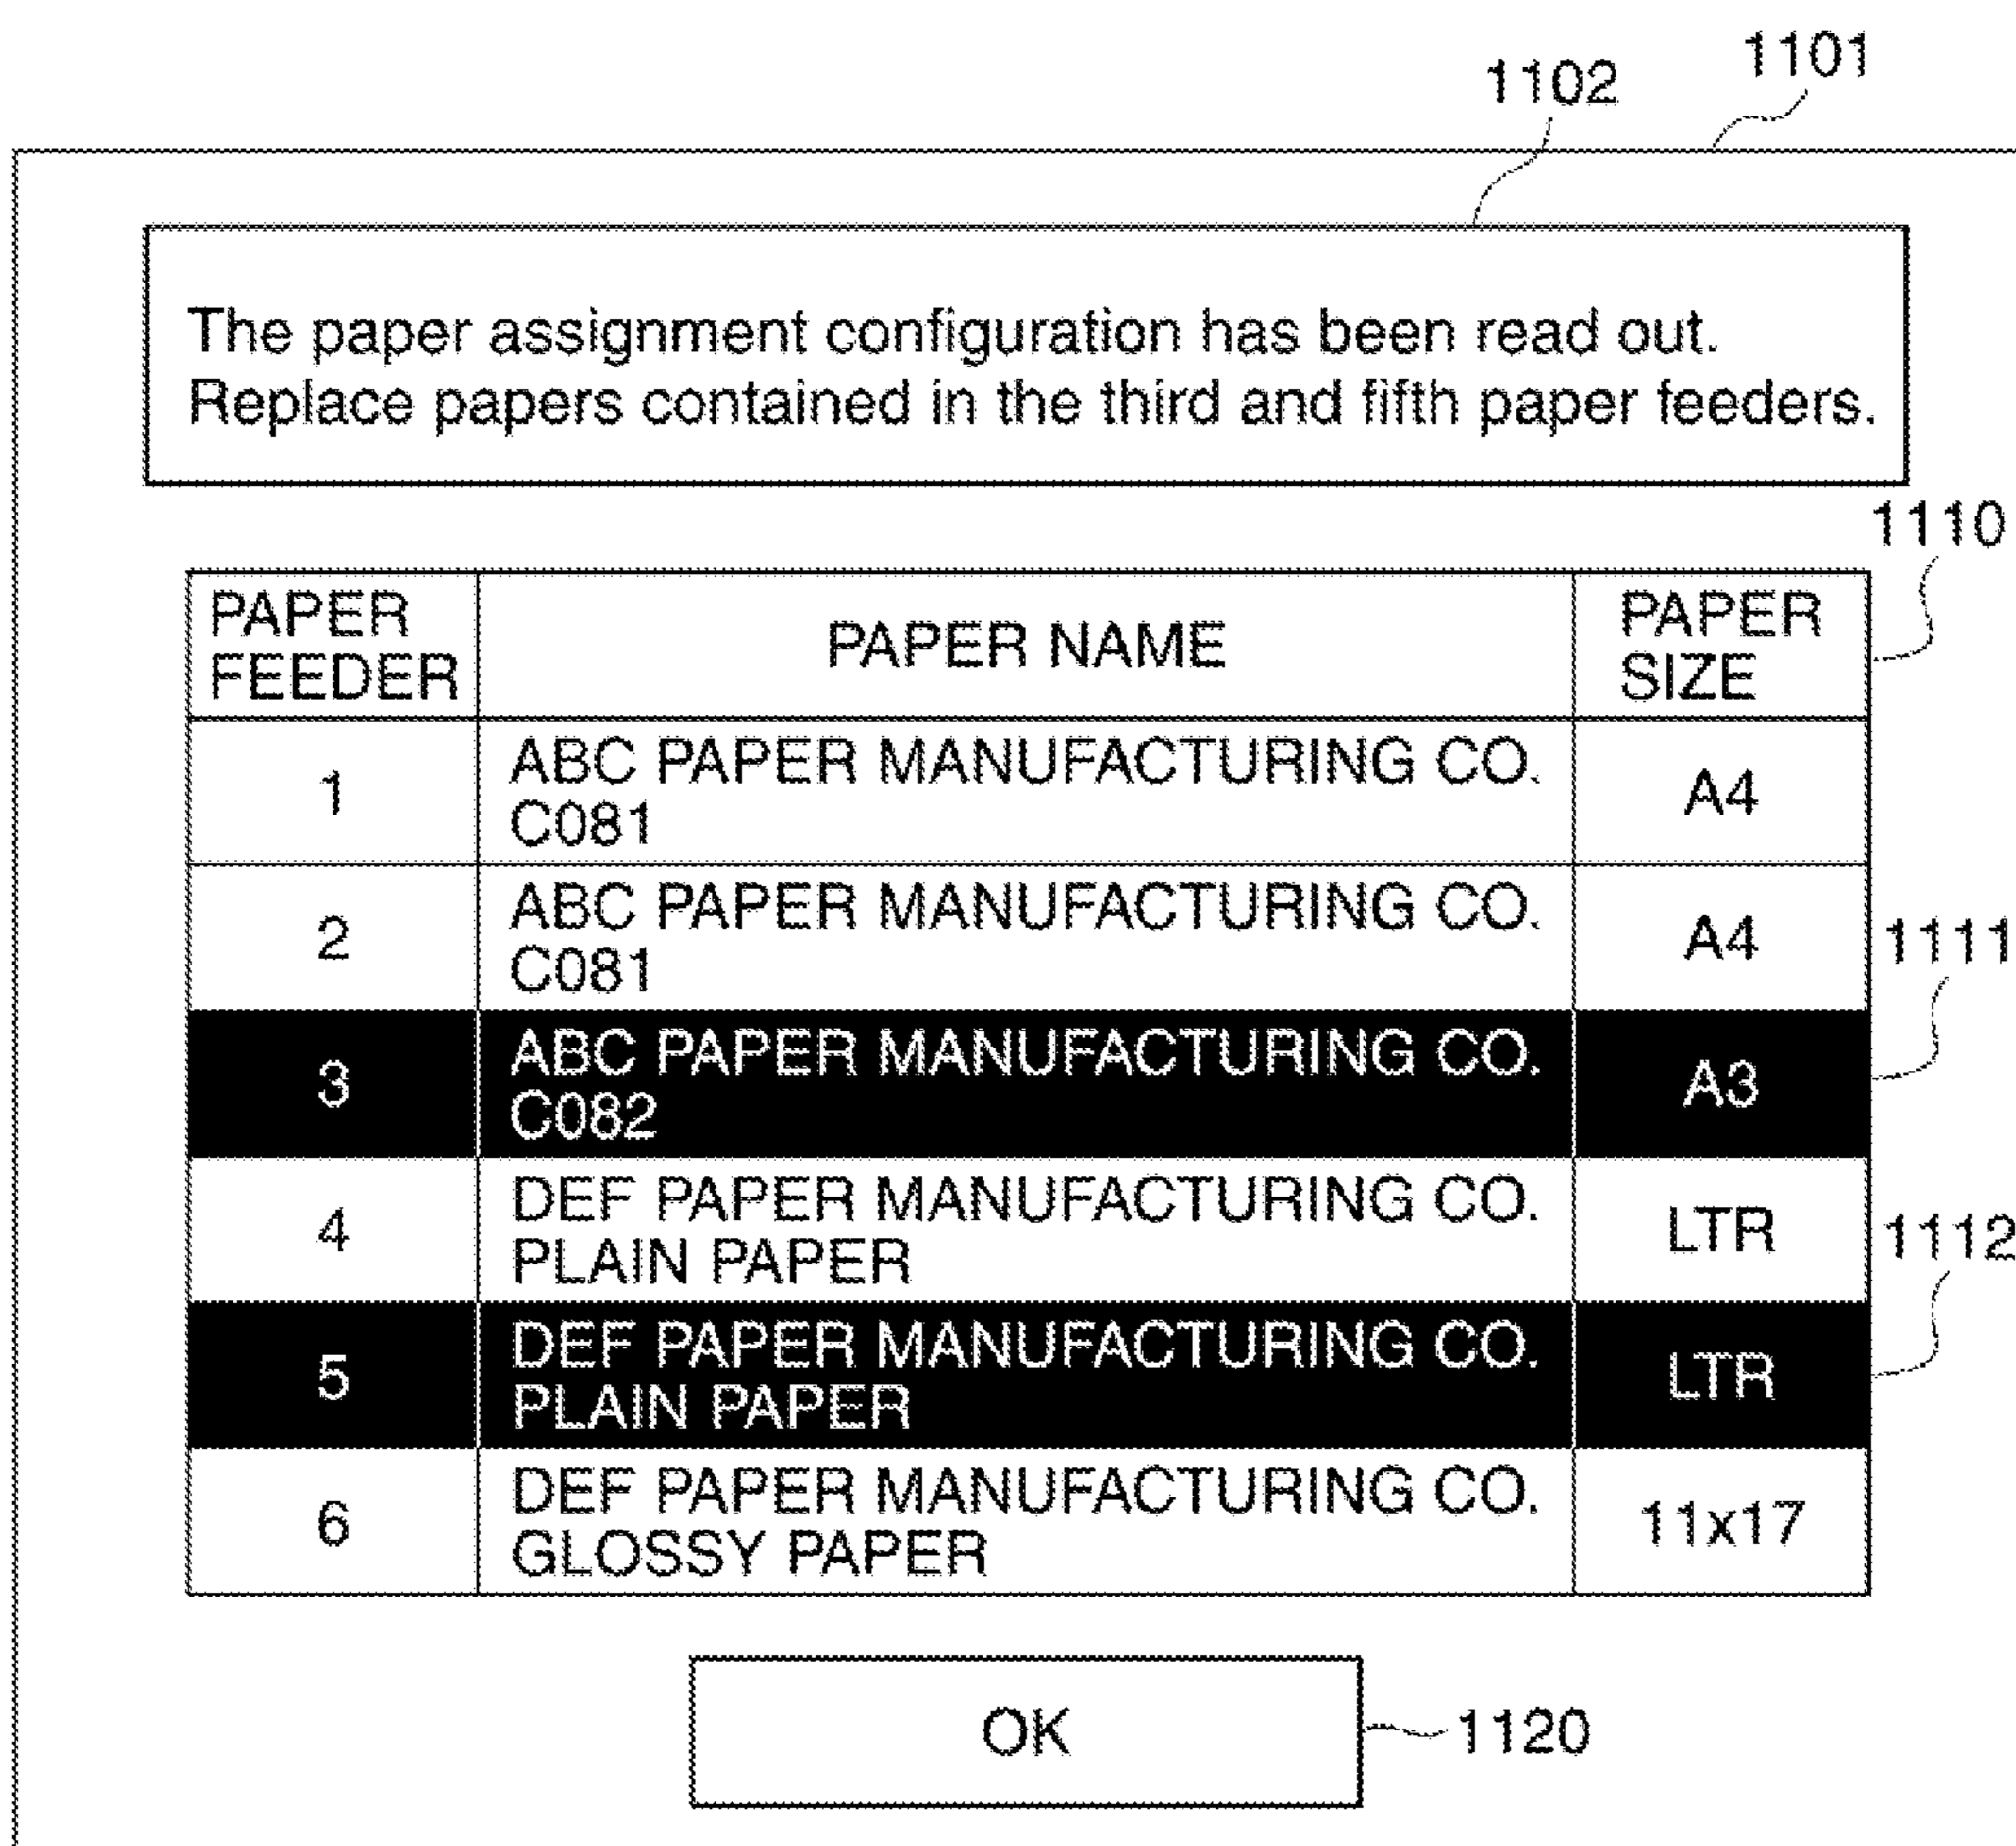 1101
1102
The paper assignment configuration has been read out.
Replace papers contained in the third and fifth paper feeders.
1110
PAPER FEEDER PAPER NAME PAPER SIZE
1 ABC PAPER MANUFACTURING CO. C081 A4
2 ABC PAPER MANUFACTURING CO. C081 A4
1111
3 ABC PAPER MANUFACTURING CO. C082 A3
4 DEF PAPER MANUFACTURING CO. PLAIN PAPER LTR
1112
5 DEF PAPER MANUFACTURING CO. PLAIN PAPER LTR
6 DEF PAPER MANUFACTURING CO. GLOSSY PAPER 11x17
OK 1120